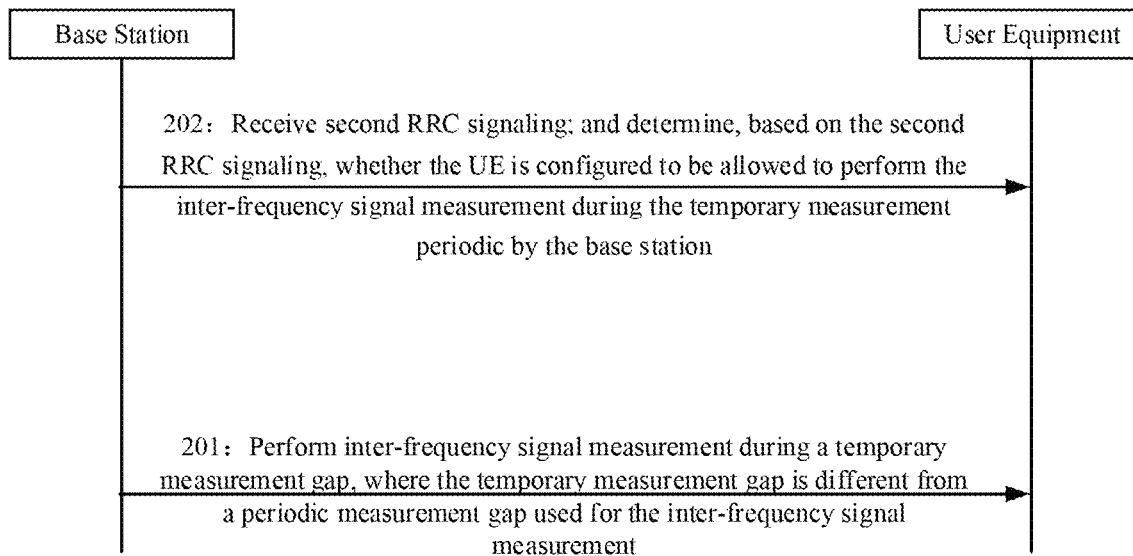 Base Station
User Equipment
202: Receive second RRC signaling; and determine, based on the second
RRC signaling, whether the UE is configured to be allowed to perform the
inter-frequency signal measurement during the temporary measurement
periodic by the base station
201: Perform inter-frequency signal measurement during a temporary
measurement gap, where the temporary measurement gap is different from
a periodic measurement gap used for the inter-frequency signal
measurement